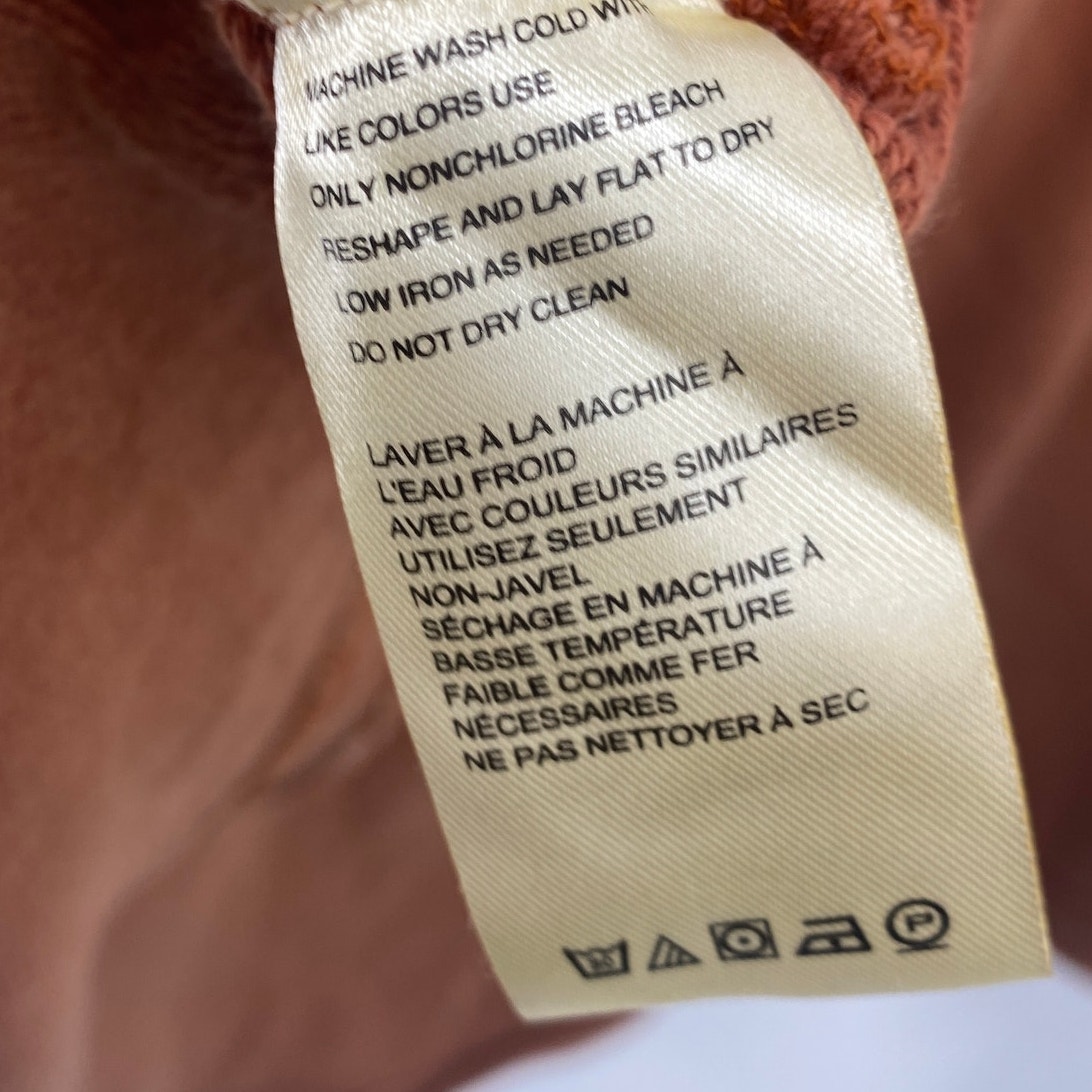 MACHINE WASH COLD WITH
LIKE COLORS USE
ONLY NONCHLORINE BLEACH
RESHAPE AND LAY FLAT TO DRY
LOW IRON AS NEEDED
DO NOT DRY CLEAN
LAVER À LA MACHINE À
L'EAU FROID
AVEC COULEURS SIMILAIRES
UTILISEZ SEULEMENT
NON-JAVEL
SÉCHAGE EN MACHINE À
BASSE TEMPÉRATURE
FAIBLE COMME FER
NÉCESSAIRES
NE PAS NETTOYER À SEC
P